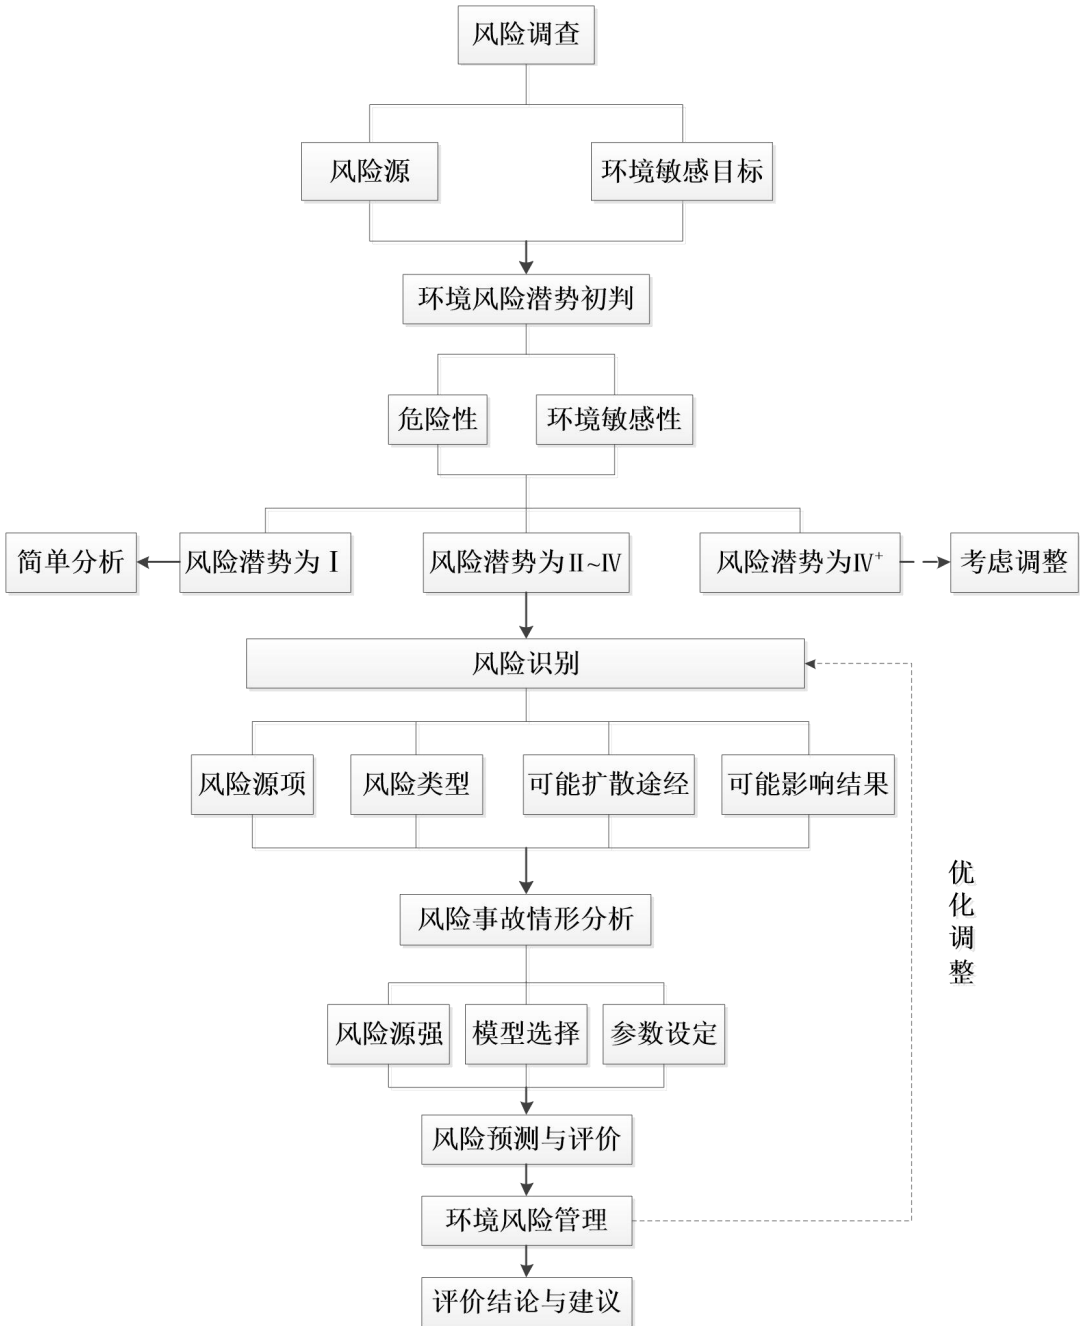 风险调查
风险源
环境敏感目标
环境风险潜势初判
危险性
环境敏感性
简单分析
风险潜势为Ⅰ
风险潜势为Ⅱ~Ⅳ
风险潜势为Ⅳ⁺
考虑调整
风险识别
风险源项
风险类型
可能扩散途经
可能影响结果
优化调整
风险事故情形分析
风险源强
模型选择
参数设定
风险预测与评价
环境风险管理
评价结论与建议